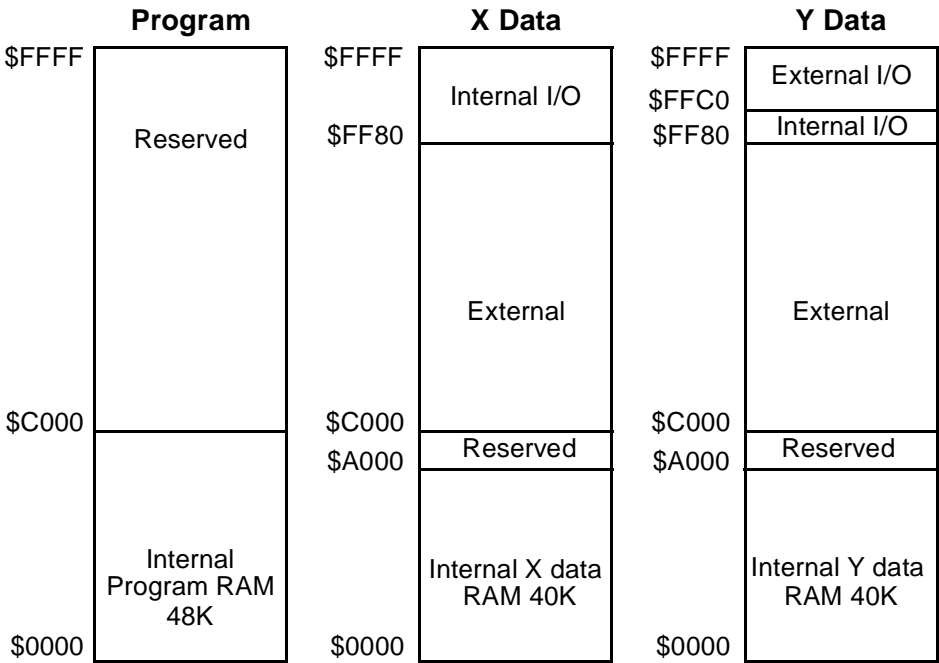 Program
$FFFF
Reserved
$C000
Internal
Program RAM
48K
$0000
X Data
$FFFF
Internal I/O
$FF80
External
$C000
Reserved
$A000
Internal X data
RAM 40K
$0000
Y Data
$FFFF
External I/O
$FFC0
Internal I/O
$FF80
External
$C000
Reserved
$A000
Internal Y data
RAM 40K
$0000